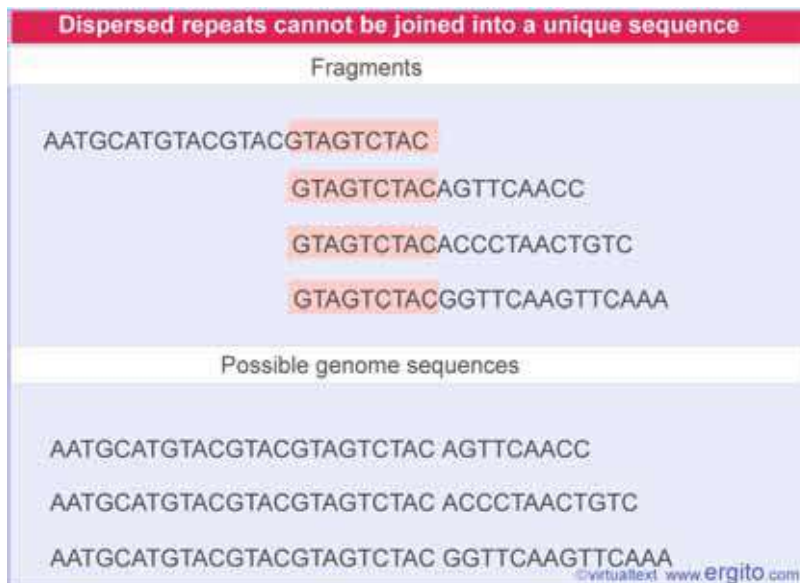 Dispersed repeats cannot be joined into a unique sequence
Fragments
AATGCATGTACGTACGTAGTCTAC
GTAGTCTACAGTTCAACC
GTAGTCTACACCCTAACTGTC
GTAGTCTACGGTTCAAGTTCAAA
Possible genome sequences
AATGCATGTACGTACGTAGTCTAC AGTTCAACC
AATGCATGTACGTACGTAGTCTAC ACCCTAACTGTC
AATGCATGTACGTACGTAGTCTAC GGTTCAAGTTCAAA
©virtualtext www.ergito.com